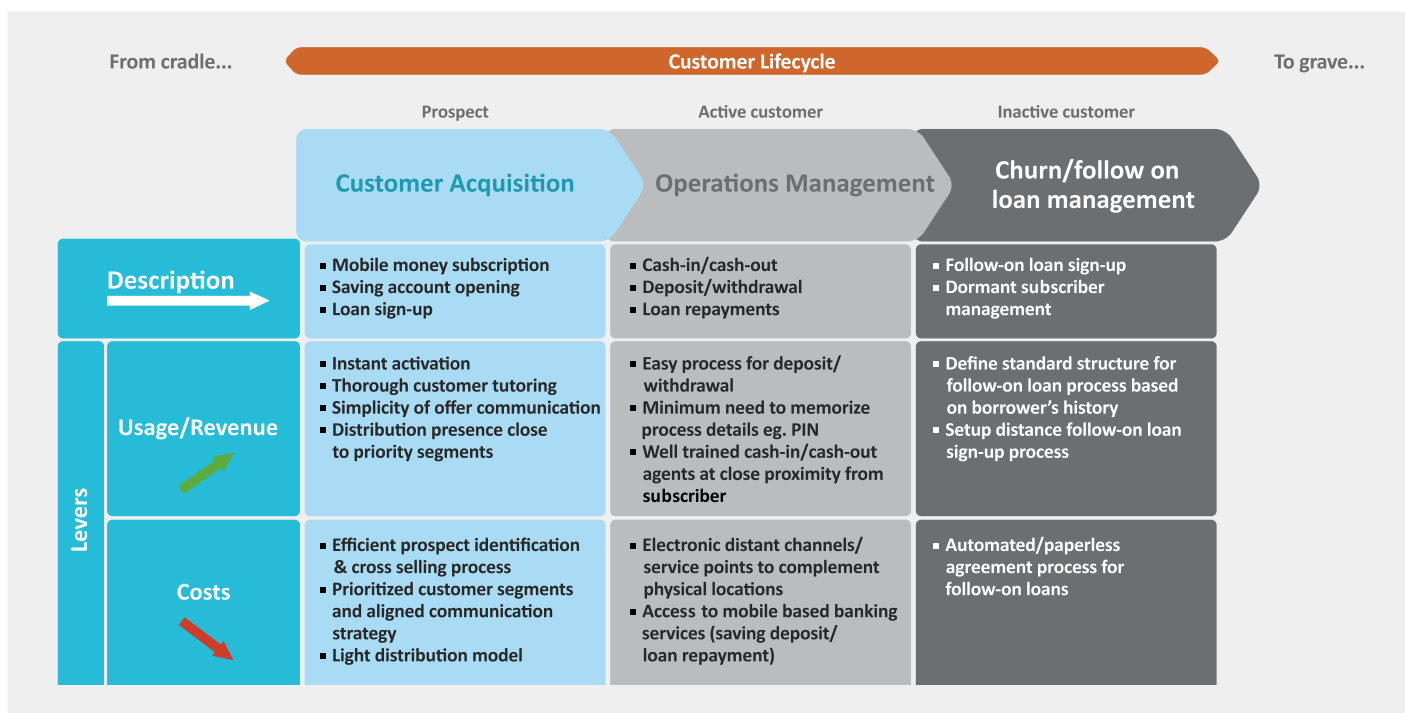 From cradle...
Customer Lifecycle
To grave...
Prospect
Active customer
Inactive customer
Customer Acquisition
Operations Management
Churn/follow on
loan management
Description
▪ Mobile money subscription
▪ Saving account opening
▪ Loan sign-up
▪ Cash-in/cash-out
▪ Deposit/withdrawal
▪ Loan repayments
▪ Follow-on loan sign-up
▪ Dormant subscriber
management
Levers
Usage/Revenue
▪ Instant activation
▪ Thorough customer tutoring
▪ Simplicity of offer communication
▪ Distribution presence close
to priority segments
▪ Easy process for deposit/
withdrawal
▪ Minimum need to memorize
process details eg. PIN
▪ Well trained cash-in/cash-out
agents at close proximity from
subscriber
▪ Define standard structure for
follow-on loan process based
on borrower’s history
▪ Setup distance follow-on loan
sign-up process
Costs
▪ Efficient prospect identification
& cross selling process
▪ Prioritized customer segments
and aligned communication
strategy
▪ Light distribution model
▪ Electronic distant channels/
service points to complement
physical locations
▪ Access to mobile based banking
services (saving deposit/
loan repayment)
▪ Automated/paperless
agreement process for
follow-on loans